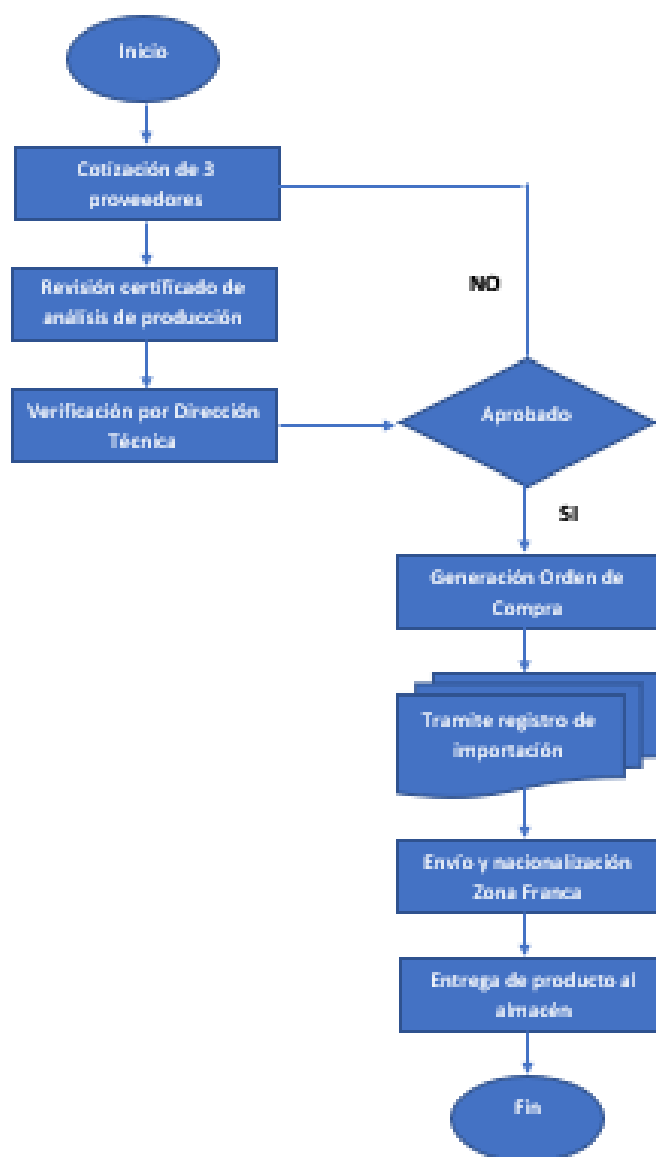 Inicio
Cotización de 3
proveedores
Revisión certificado de
análisis de producción
Verificación por Dirección
Técnica
NO
Aprobado
SI
Generación Orden de
Compra
Tramite registro de
importación
Envío y nacionalización
Zona Franca
Entrega de producto al
almacén
Fin